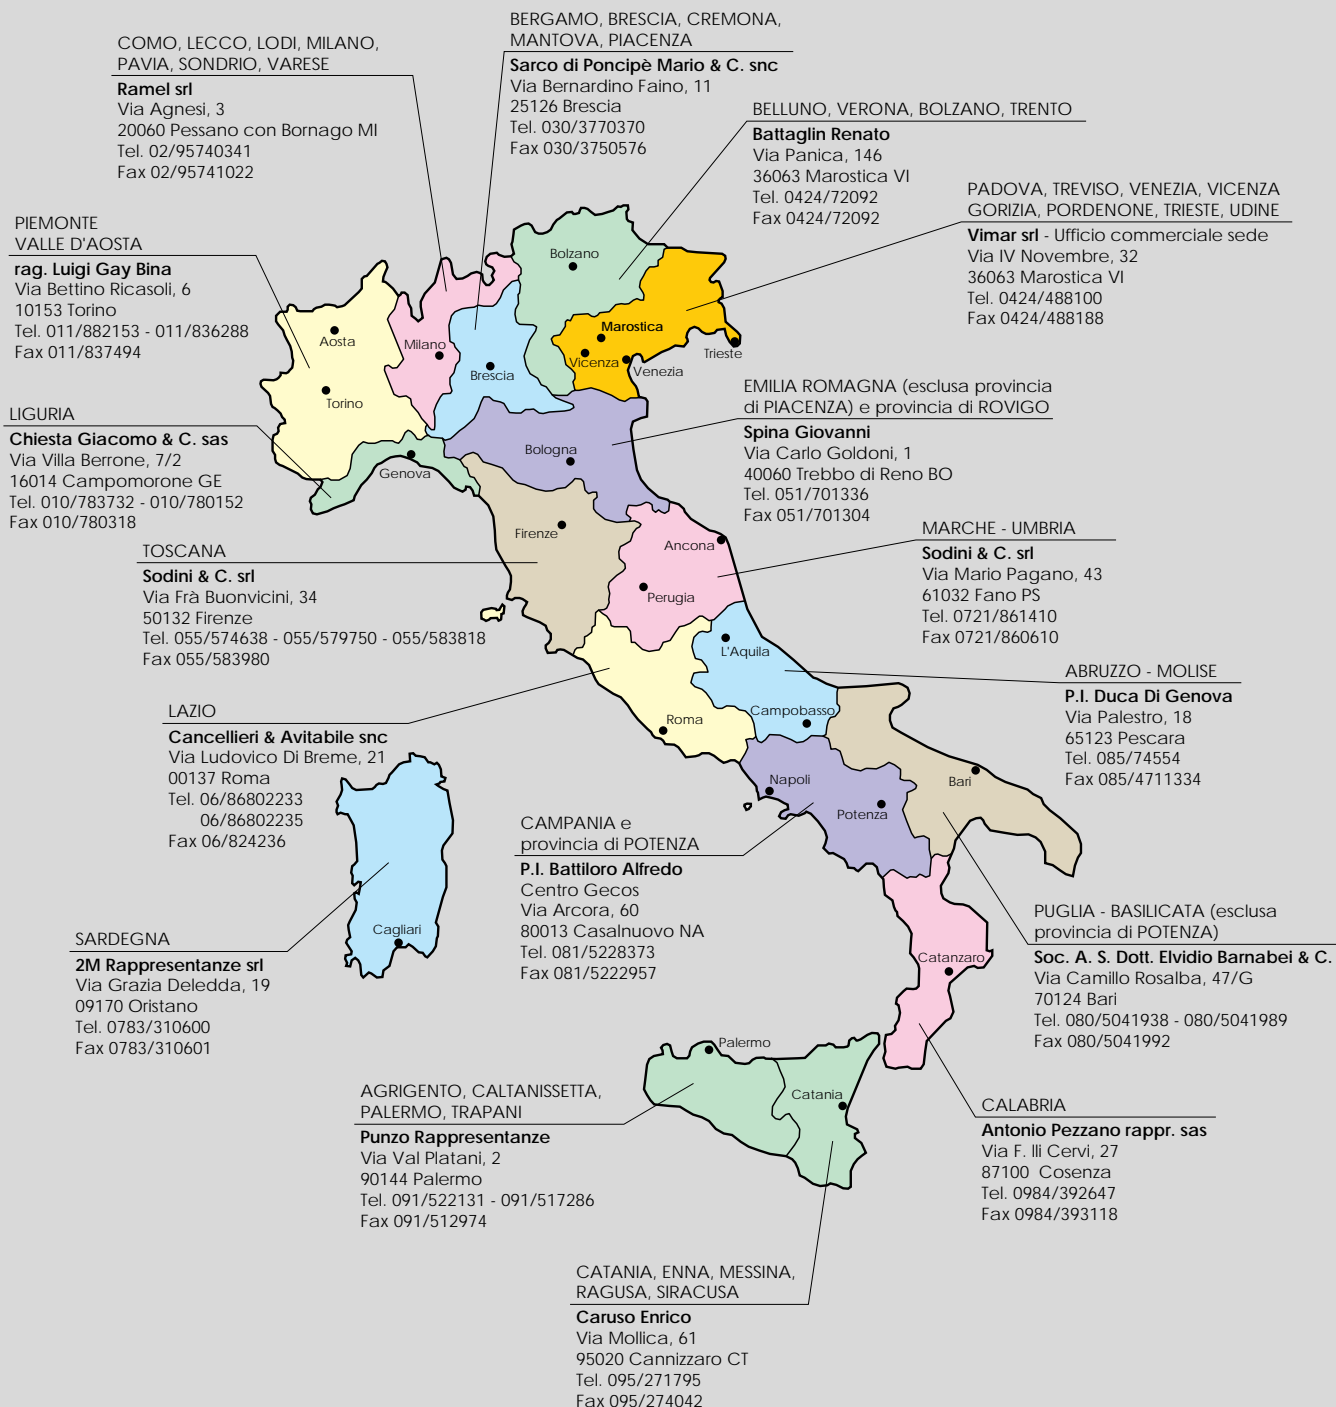 COMO, LECCO, LODI, MILANO,
PAVIA, SONDRIO, VARESE
Ramel srl
Via Agnesi, 3
20060 Pessano con Bornago MI
Tel. 02/95740341
Fax 02/95741022
BERGAMO, BRESCIA, CREMONA,
MANTOVA, PIACENZA
Sarco di Poncipè Mario & C. snc
Via Bernardino Faino, 11
25126 Brescia
Tel. 030/3770370
Fax 030/3750576
BELLUNO, VERONA, BOLZANO, TRENTO
Battaglin Renato
Via Panica, 146
36063 Marostica VI
Tel. 0424/72092
Fax 0424/72092
PADOVA, TREVISO, VENEZIA, VICENZA
GORIZIA, PORDENONE, TRIESTE, UDINE
Vimar srl - Ufficio commerciale sede
Via IV Novembre, 32
36063 Marostica VI
Tel. 0424/488100
Fax 0424/488188
PIEMONTE
VALLE D'AOSTA
rag. Luigi Gay Bina
Via Bettino Ricasoli, 6
10153 Torino
Tel. 011/882153 - 011/836288
Fax 011/837494
Bolzano
Aosta
Milano
Brescia
Marostica
Vicenza
Venezia
Trieste
Torino
LIGURIA
Chiesta Giacomo & C. sas
Via Villa Berrone, 7/2
16014 Campomorone GE
Tel. 010/783732 - 010/780152
Fax 010/780318
Genova
Bologna
EMILIA ROMAGNA (esclusa provincia
di PIACENZA) e provincia di ROVIGO
Spina Giovanni
Via Carlo Goldoni, 1
40060 Trebbo di Reno BO
Tel. 051/701336
Fax 051/701304
Firenze
Ancona
Perugia
MARCHE - UMBRIA
Sodini & C. srl
Via Mario Pagano, 43
61032 Fano PS
Tel. 0721/861410
Fax 0721/860610
TOSCANA
Sodini & C. srl
Via Frà Buonvicini, 34
50132 Firenze
Tel. 055/574638 - 055/579750 - 055/583818
Fax 055/583980
L'Aquila
Campobasso
Roma
ABRUZZO - MOLISE
P.I. Duca Di Genova
Via Palestro, 18
65123 Pescara
Tel. 085/74554
Fax 085/4711334
LAZIO
Cancellieri & Avitabile snc
Via Ludovico Di Breme, 21
00137 Roma
Tel. 06/86802233
06/86802235
Fax 06/824236
Napoli
Potenza
Bari
CAMPANIA e
provincia di POTENZA
P.I. Battiloro Alfredo
Centro Gecos
Via Arcora, 60
80013 Casalnuovo NA
Tel. 081/5228373
Fax 081/5222957
Cagliari
SARDEGNA
2M Rappresentanze srl
Via Grazia Deledda, 19
09170 Oristano
Tel. 0783/310600
Fax 0783/310601
Catanzaro
PUGLIA - BASILICATA (esclusa
provincia di POTENZA)
Soc. A. S. Dott. Elvidio Barnabei & C.
Via Camillo Rosalba, 47/G
70124 Bari
Tel. 080/5041938 - 080/5041989
Fax 080/5041992
Palermo
Catania
AGRIGENTO, CALTANISSETTA,
PALERMO, TRAPANI
Punzo Rappresentanze
Via Val Platani, 2
90144 Palermo
Tel. 091/522131 - 091/517286
Fax 091/512974
CALABRIA
Antonio Pezzano rappr. sas
Via F. lli Cervi, 27
87100 Cosenza
Tel. 0984/392647
Fax 0984/393118
CATANIA, ENNA, MESSINA,
RAGUSA, SIRACUSA
Caruso Enrico
Via Mollica, 61
95020 Cannizzaro CT
Tel. 095/271795
Fax 095/274042